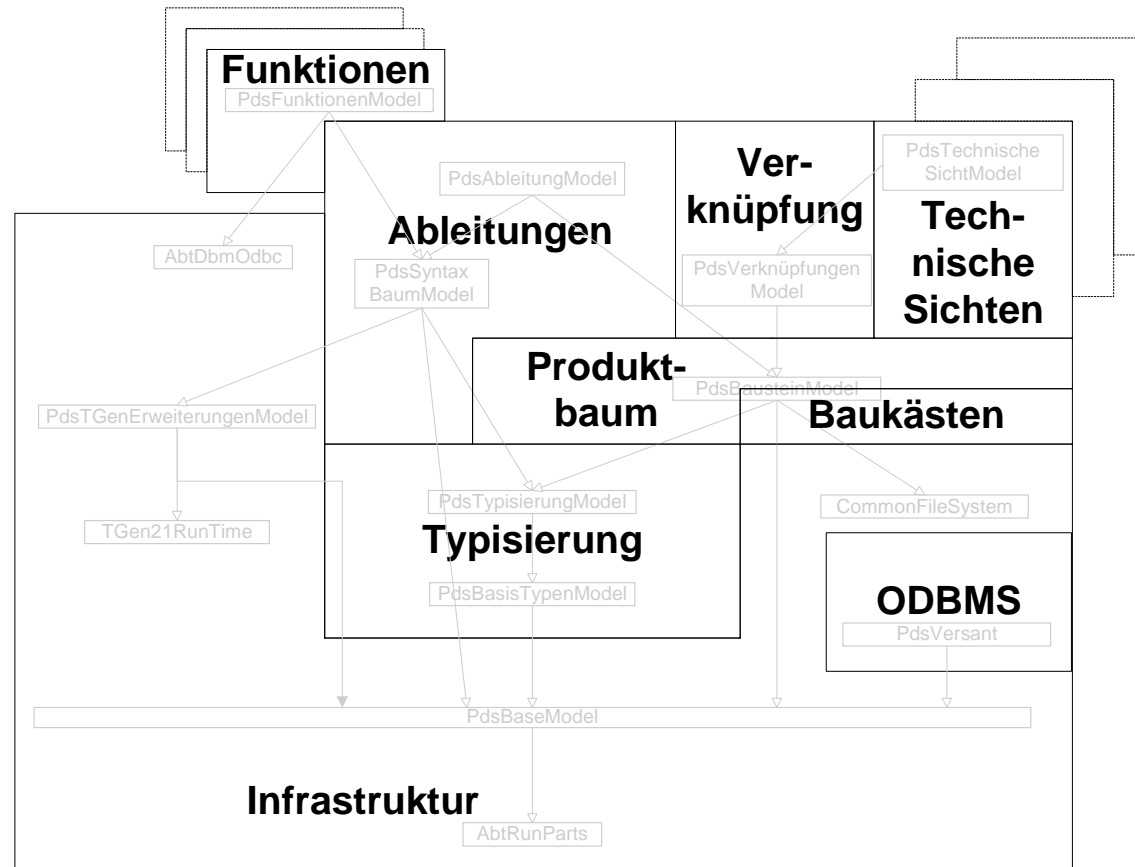 Funktionen
PdsFunktionenModel
PdsAbleitungModel
Ableitungen
Ver-
knüpfung
PdsTechnische
SichtModel
Tech-
nische
Sichten
AbtDbmOdbc
PdsSyntax
BaumModel
PdsVerknüpfungen
Model
Produkt-
baum
PdsBausteinModel
Baukästen
PdsTGenErweiterungenModel
TGen21RunTime
PdsTypisierungModel
Typisierung
PdsBasisTypenModel
CommonFileSystem
ODBMS
PdsVersant
PdsBaseModel
Infrastruktur
AbtRunParts